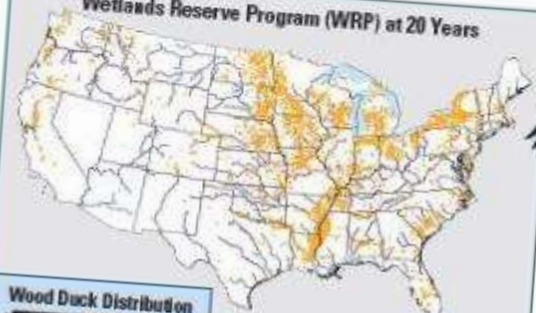 Wetlands Reserve Program (WRP) at 20 Years
Wood Duck Distribution